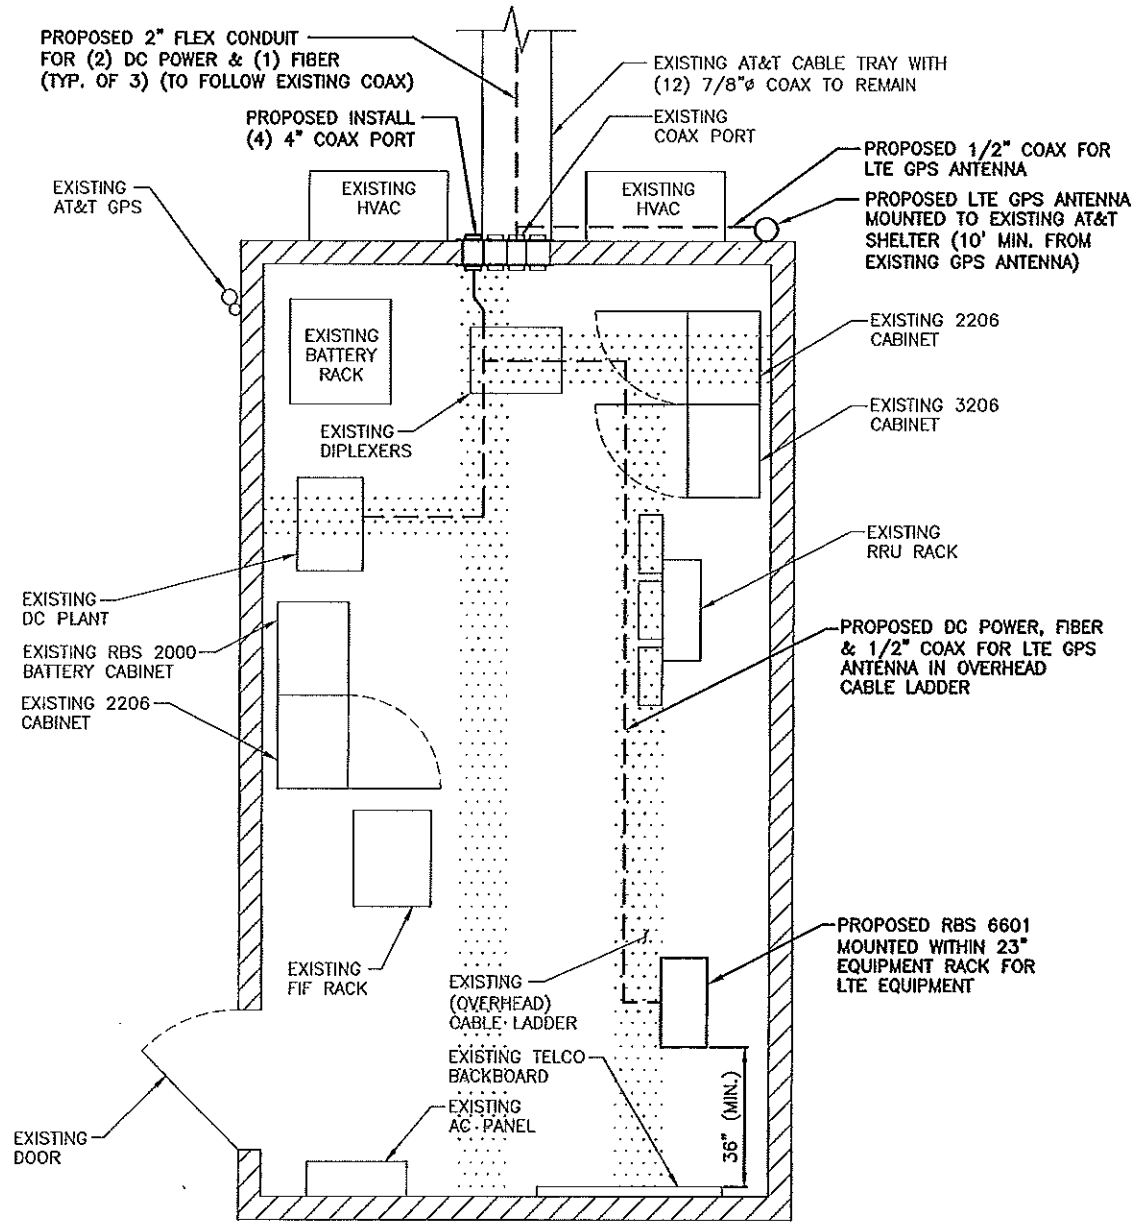 PROPOSED 2" FLEX CONDUIT
FOR (2) DC POWER & (1) FIBER
(TYP. OF 3) (TO FOLLOW EXISTING COAX)
EXISTING AT&T CABLE TRAY WITH
(12) 7/8"ø COAX TO REMAIN
PROPOSED INSTALL
(4) 4" COAX PORT
EXISTING
COAX PORT
PROPOSED 1/2" COAX FOR
LTE GPS ANTENNA
EXISTING
AT&T GPS
EXISTING
HVAC
EXISTING
HVAC
PROPOSED LTE GPS ANTENNA
MOUNTED TO EXISTING AT&T
SHELTER (10' MIN. FROM
EXISTING GPS ANTENNA)
EXISTING
BATTERY
RACK
EXISTING 2206
CABINET
EXISTING
DIPLEXERS
EXISTING 3206
CABINET
EXISTING
RRU RACK
EXISTING
DC PLANT
EXISTING RBS 2000
BATTERY CABINET
EXISTING 2206
CABINET
PROPOSED DC POWER, FIBER
& 1/2" COAX FOR LTE GPS
ANTENNA IN OVERHEAD
CABLE LADDER
EXISTING
FIF RACK
EXISTING
(OVERHEAD)
CABLE LADDER
PROPOSED RBS 6601
MOUNTED WITHIN 23"
EQUIPMENT RACK FOR
LTE EQUIPMENT
EXISTING TELCO
BACKBOARD
36" (MIN.)
EXISTING
AC PANEL
EXISTING
DOOR